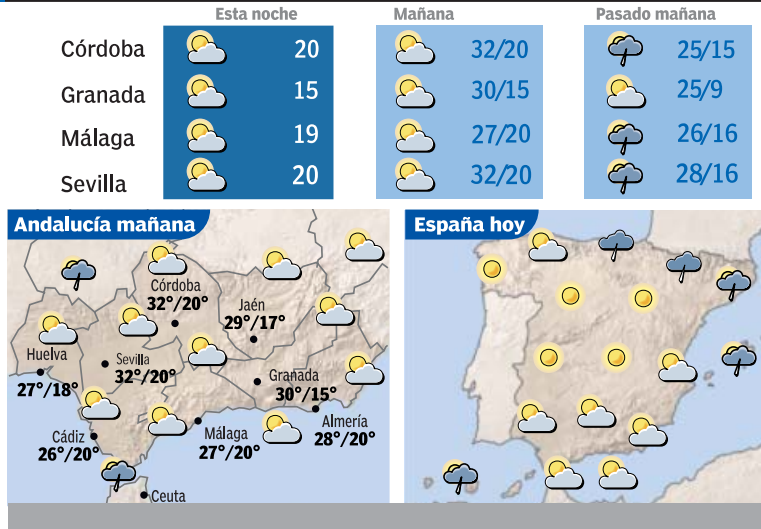 Esta noche Mañana Pasado mañana
Córdoba 20 32/20 25/15
Granada 15 30/15 25/9
Málaga 19 27/20 26/16
Sevilla 20 32/20 28/16
Andalucía mañana
Córdoba
32°/20°
Jaén
29°/17°
Huelva
27°/18°
Sevilla
32°/20°
Granada
30°/15°
Cádiz
26°/20°
Málaga
27°/20°
Almería
28°/20°
Ceuta
España hoy